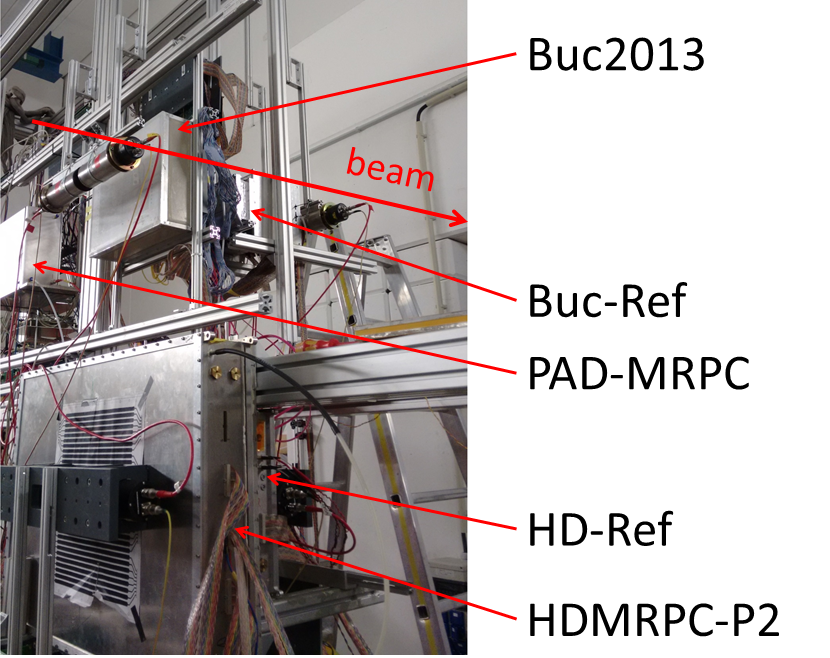 Buc2013
beam
Buc-Ref
PAD-MRPC
HD-Ref
HDMRPC-P2